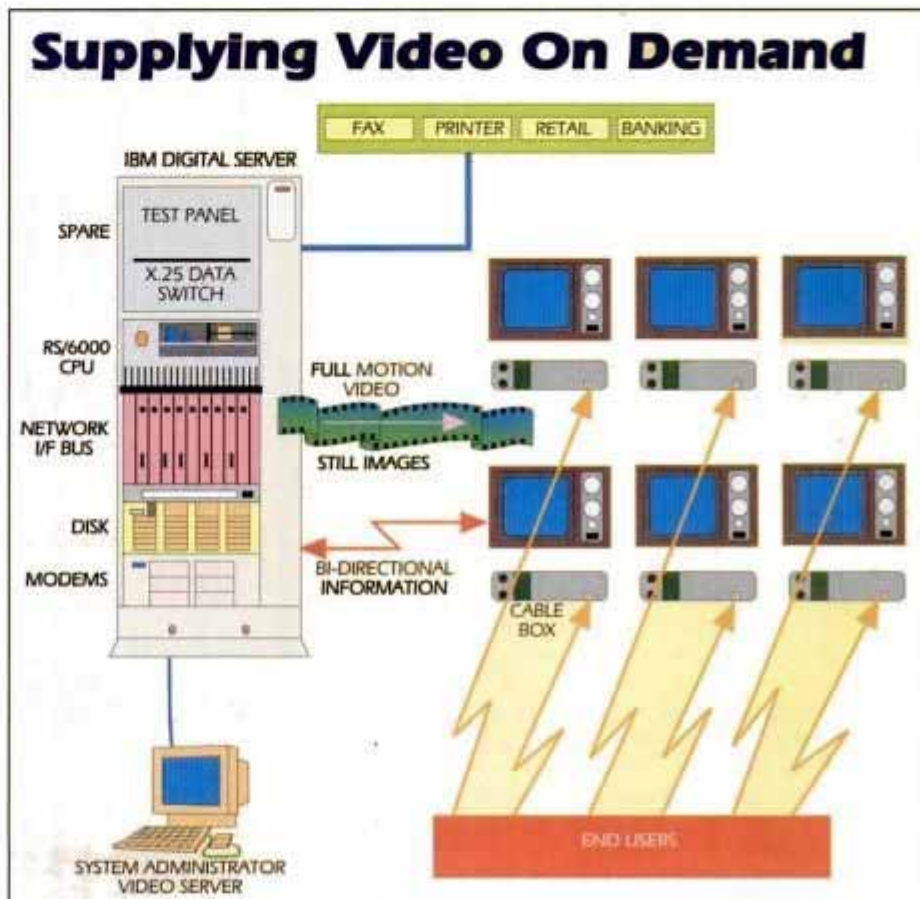 Supplying Video On Demand
FAX PRINTER RETAIL BANKING
IBM DIGITAL SERVER
SPARE
TEST PANEL
X.25 DATA
SWITCH
RS/6000
CPU
FULL MOTION
VIDEO
NETWORK
I/F BUS
STILL IMAGES
DISK
MODEMS
BI-DIRECTIONAL
INFORMATION
CABLE
BOX
END USERS
SYSTEM ADMINISTRATOR
VIDEO SERVER